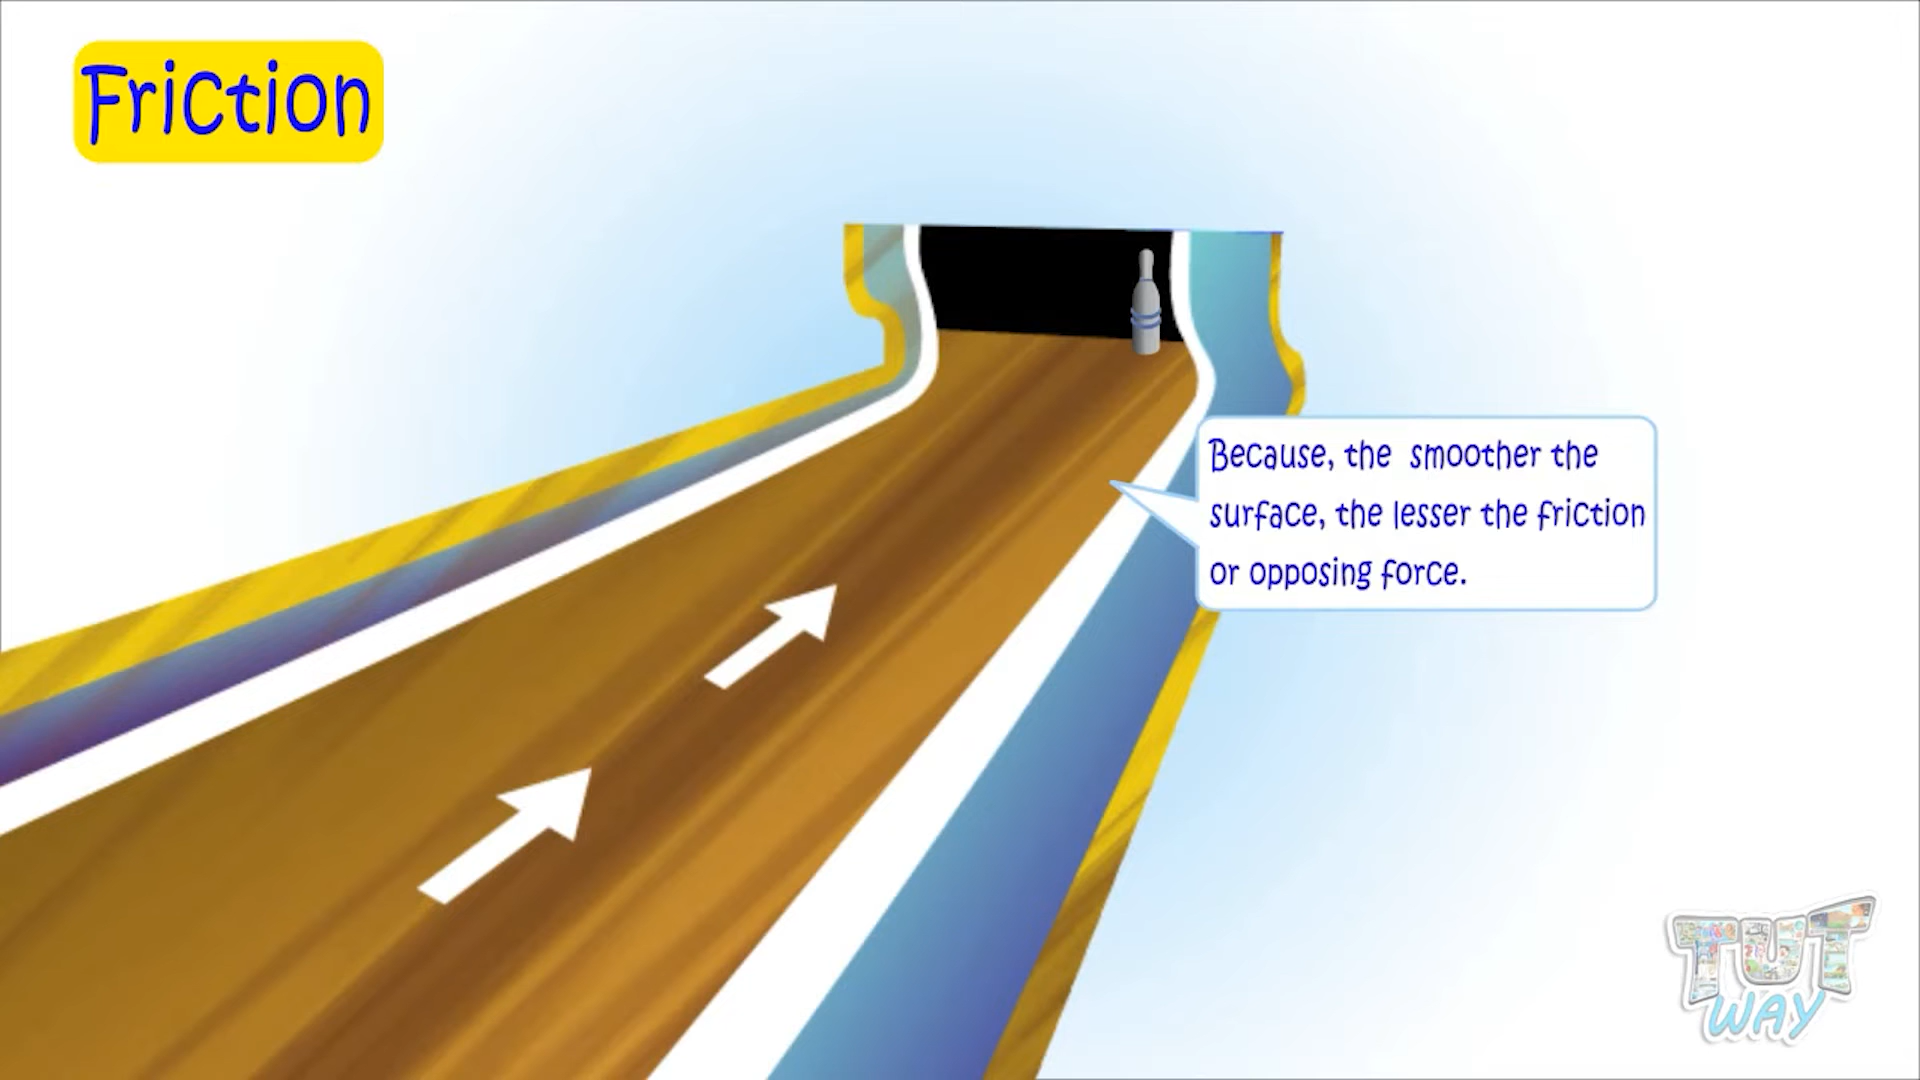 Friction
Because, the smoother the
surface, the lesser the friction
or opposing force.
TUT
WAY